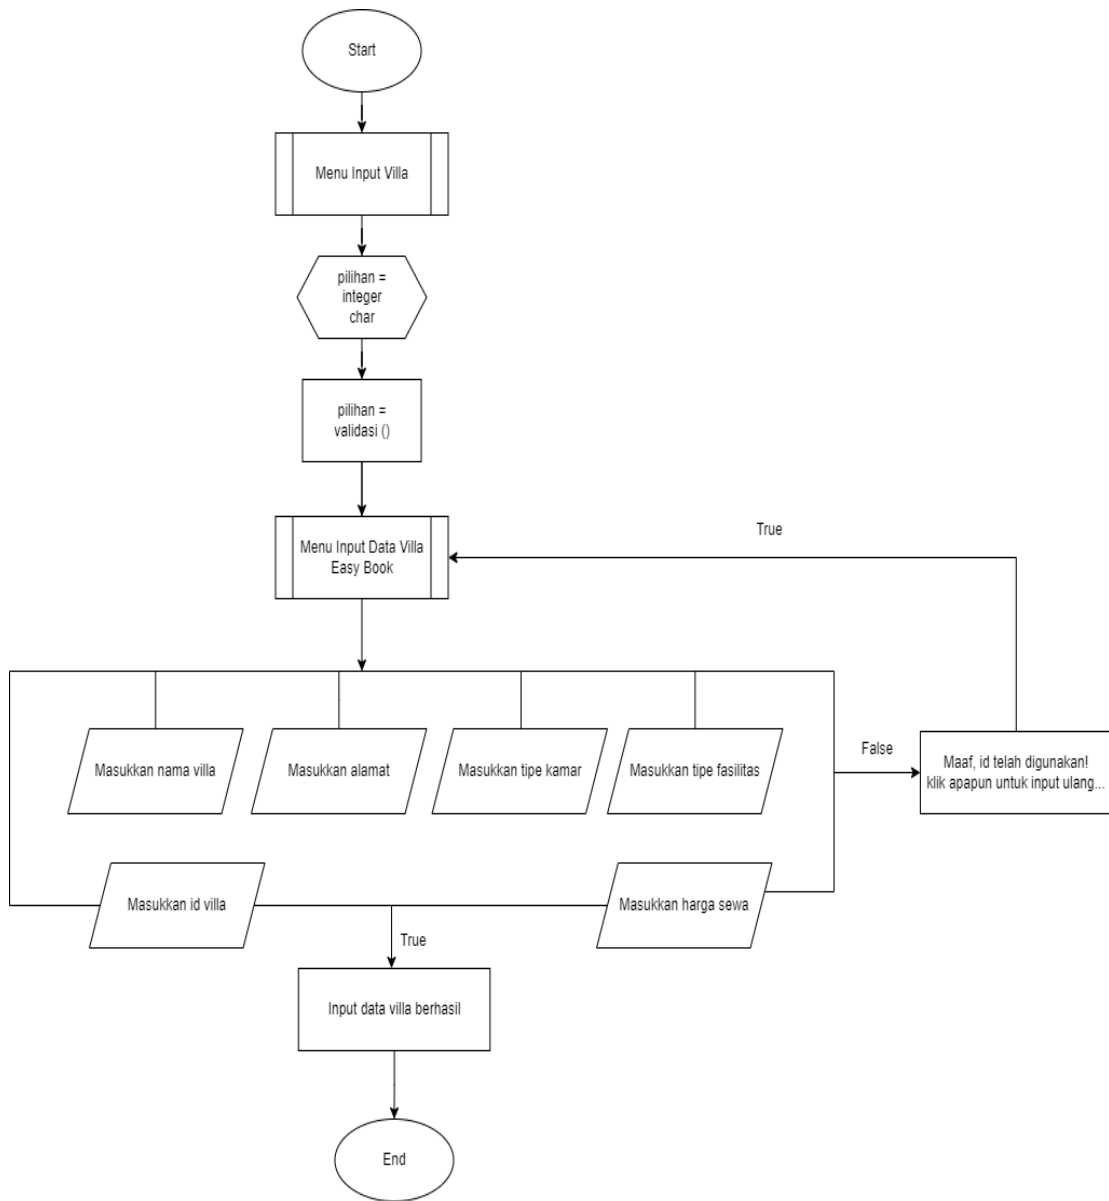 Start
Menu Input Villa
pilihan =
integer
char
pilihan =
validasi ()
Menu Input Data Villa
Easy Book
True
Masukkan nama villa
Masukkan alamat
Masukkan tipe kamar
Masukkan tipe fasilitas
False
Maaf, id telah digunakan!
klik apapun untuk input ulang...
Masukkan id villa
Masukkan harga sewa
True
Input data villa berhasil
End